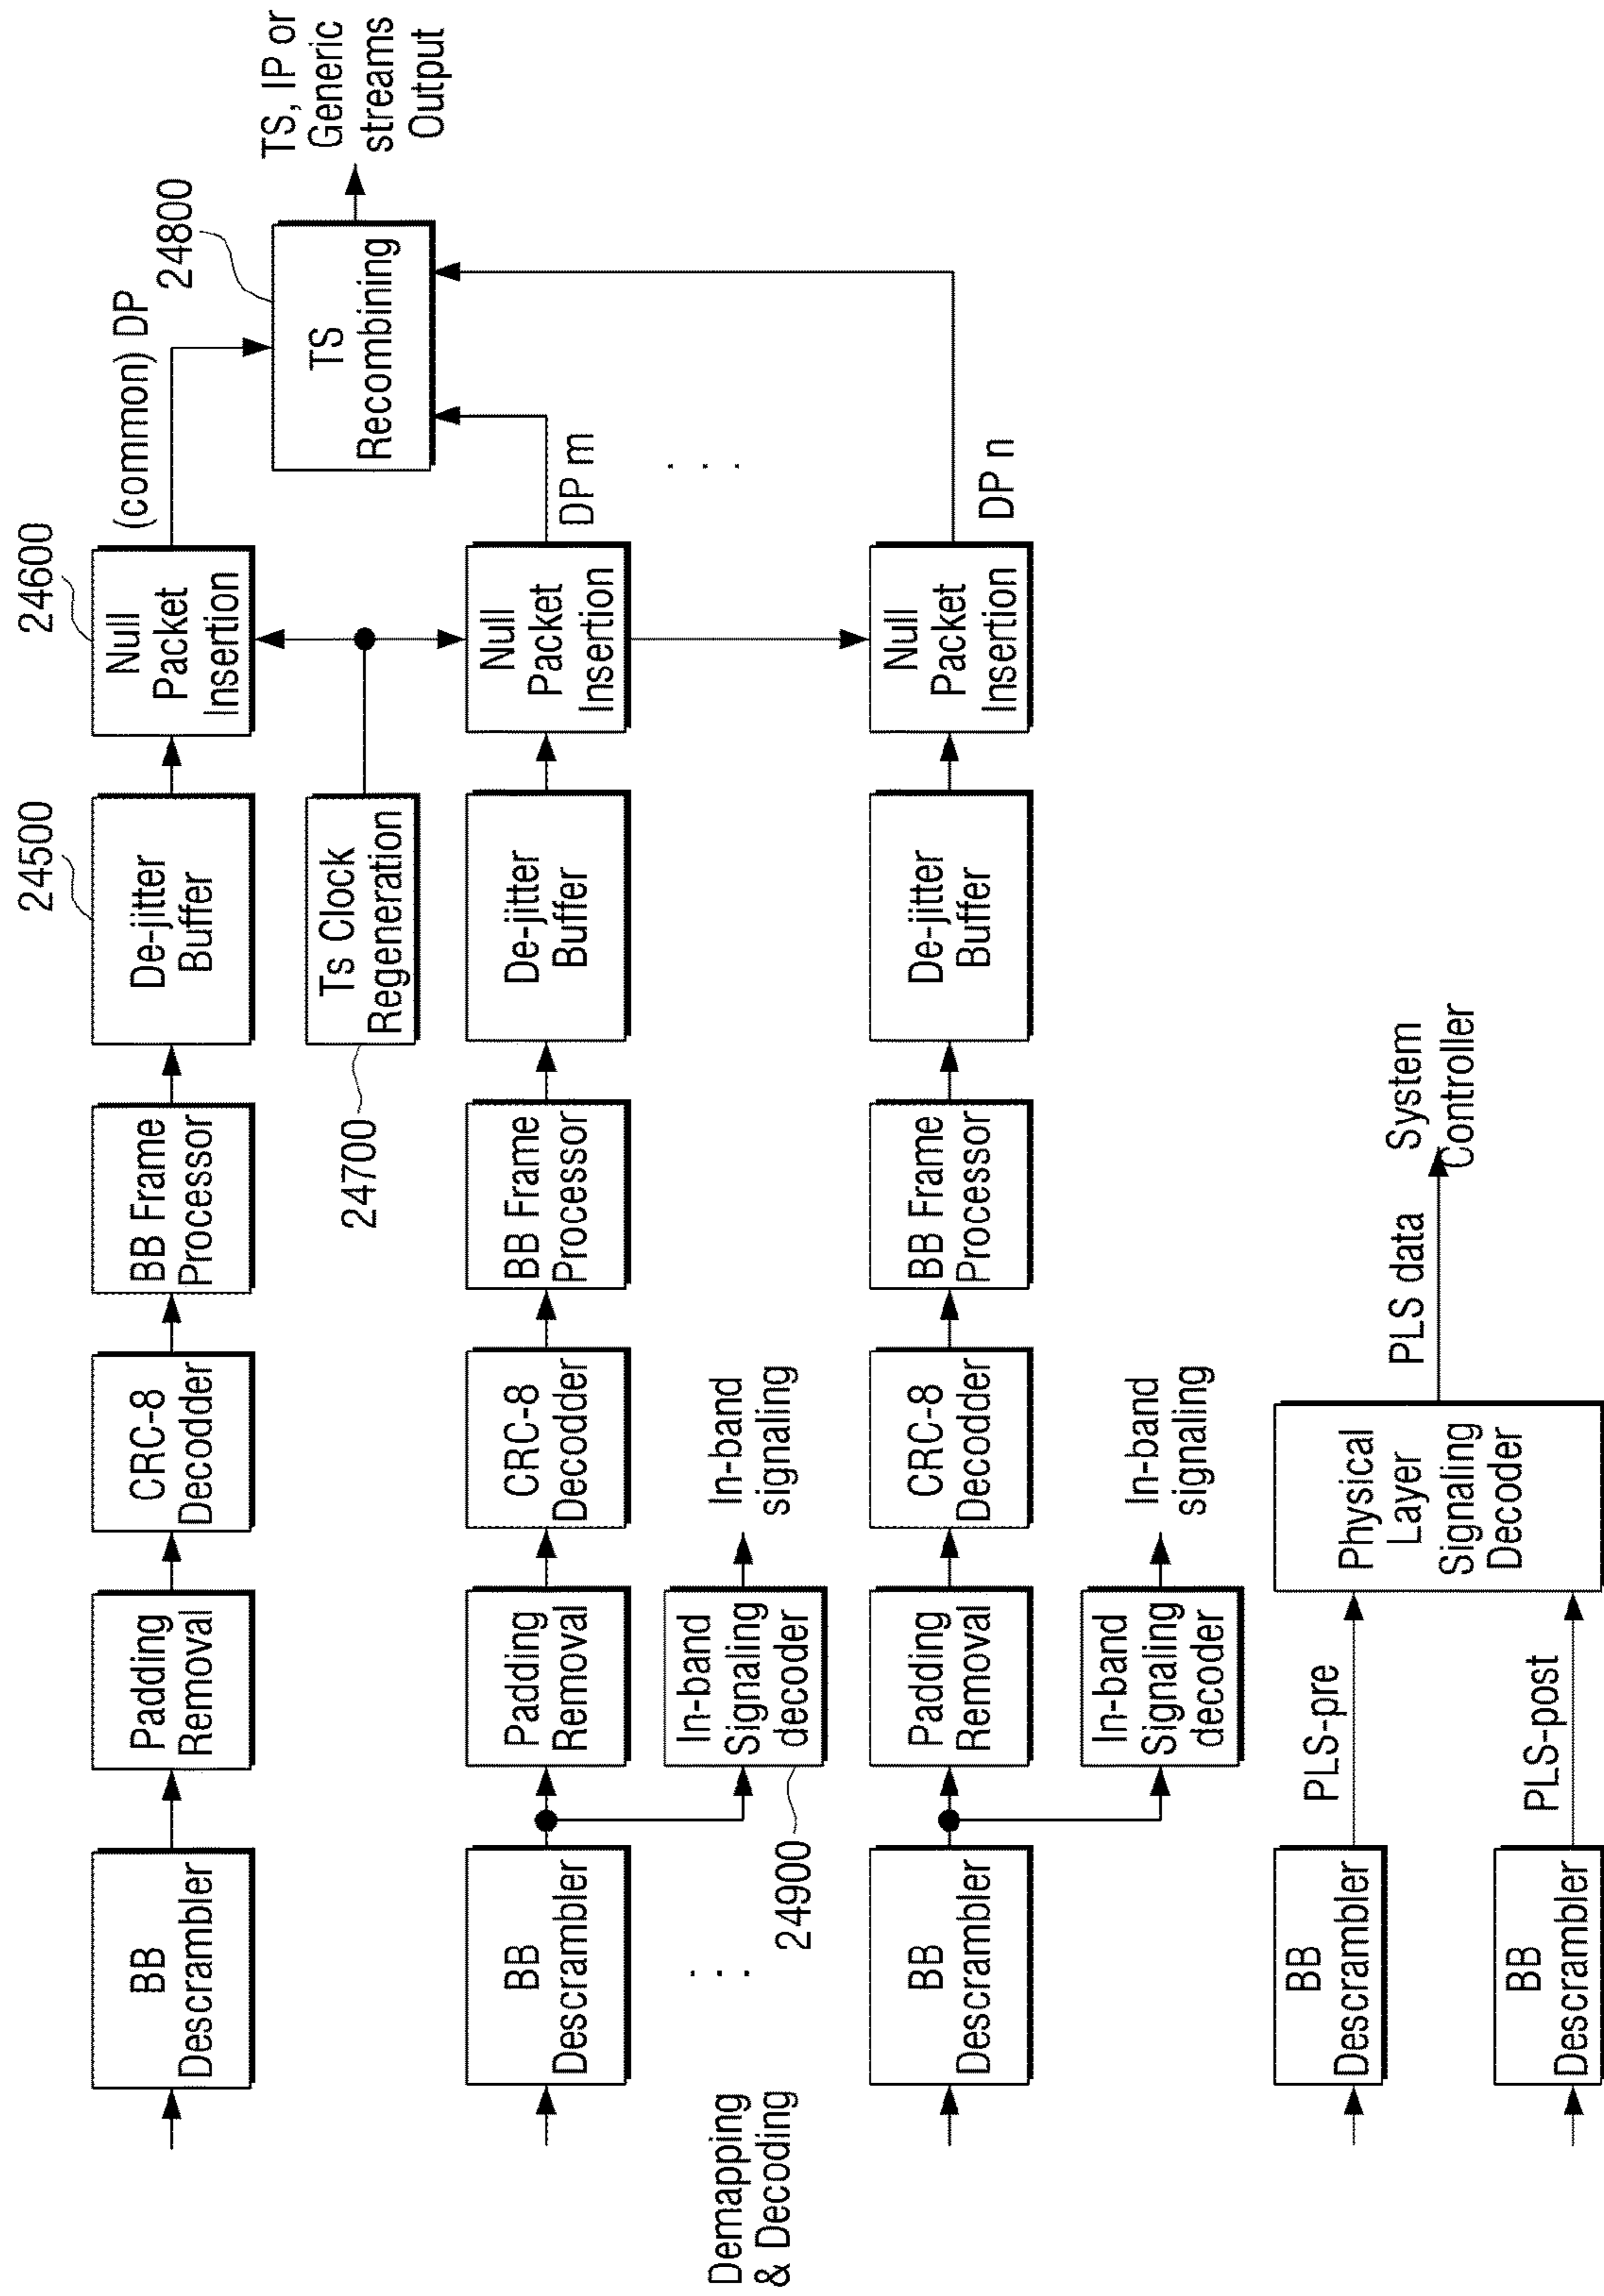 BB
Descrambler
Padding
Removal
CRC-8
Decodder
BB Frame
Processor
24500
De-jitter
Buffer
24600
Null
Packet
Insertion
(common) DP
24800
TS
Recombining
TS, IP or
Generic
streams
Output
24700
Ts Clock
Regeneration
BB
Descrambler
Padding
Removal
CRC-8
Decodder
BB Frame
Processor
De-jitter
Buffer
Null
Packet
Insertion
DP m
24900
In-band
Signaling
decoder
In-band
signaling
. . .
. . .
Demapping
& Decoding
BB
Descrambler
Padding
Removal
CRC-8
Decodder
BB Frame
Processor
De-jitter
Buffer
Null
Packet
Insertion
DP n
In-band
Signaling
decoder
In-band
signaling
BB
Descrambler
PLS-pre
Physical
Layer
Signaling
Decoder
PLS data
System
Controller
BB
Descrambler
PLS-post